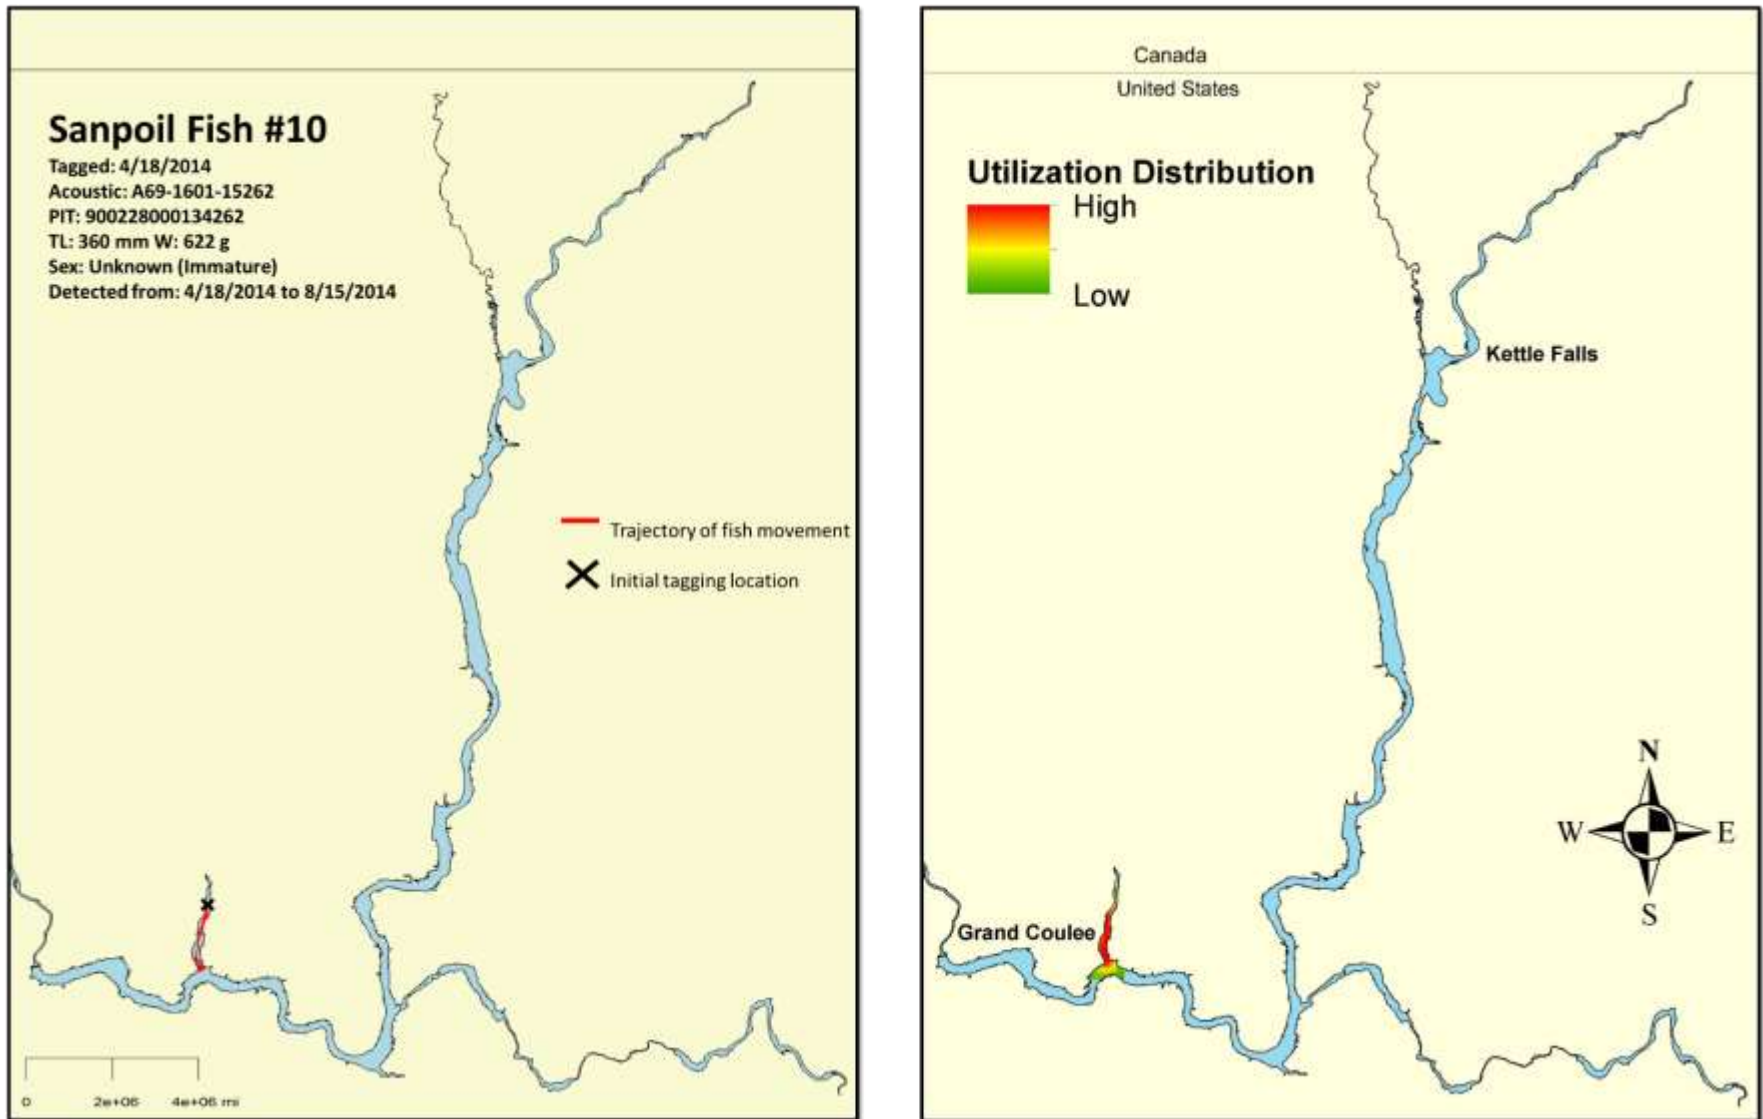 Sanpoil Fish #10
Tagged: 4/18/2014
Acoustic: A69-1601-15262
PIT: 900228000134262
TL: 360 mm W: 622 g
Sex: Unknown (Immature)
Detected from: 4/18/2014 to 8/15/2014
Trajectory of fish movement
Initial tagging location
0 2e+06 4e+06 mi
Canada
United States
Utilization Distribution
High
Low
Kettle Falls
N
W E
S
Grand Coulee